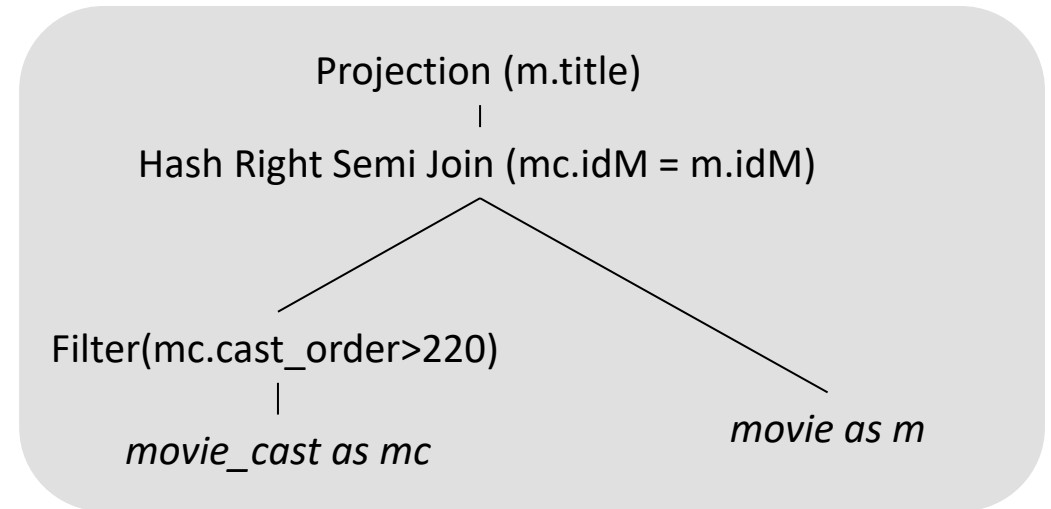 Projection (m.title)
Hash Right Semi Join (mc.idM = m.idM)
Filter(mc.cast_order>220)
movie as m
movie_cast as mc